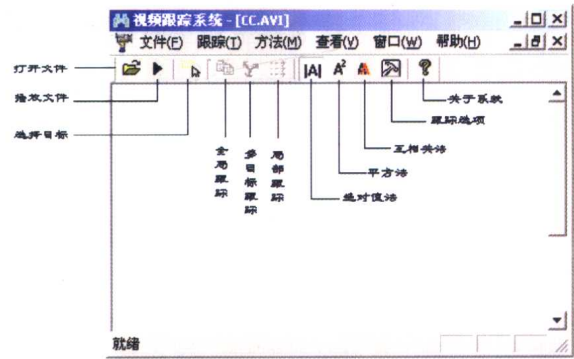 视频跟踪系统 - [CC.AVI]
文件(F) 跟踪(T) 方法(M) 查看(V) 窗口(W) 帮助(H)
打开文件
播放文件
选择目标
|A| A²
关于系统
跟踪选项
互相关法
平方法
绝对值法
全局跟踪
多目标跟踪
局部跟踪
就绪